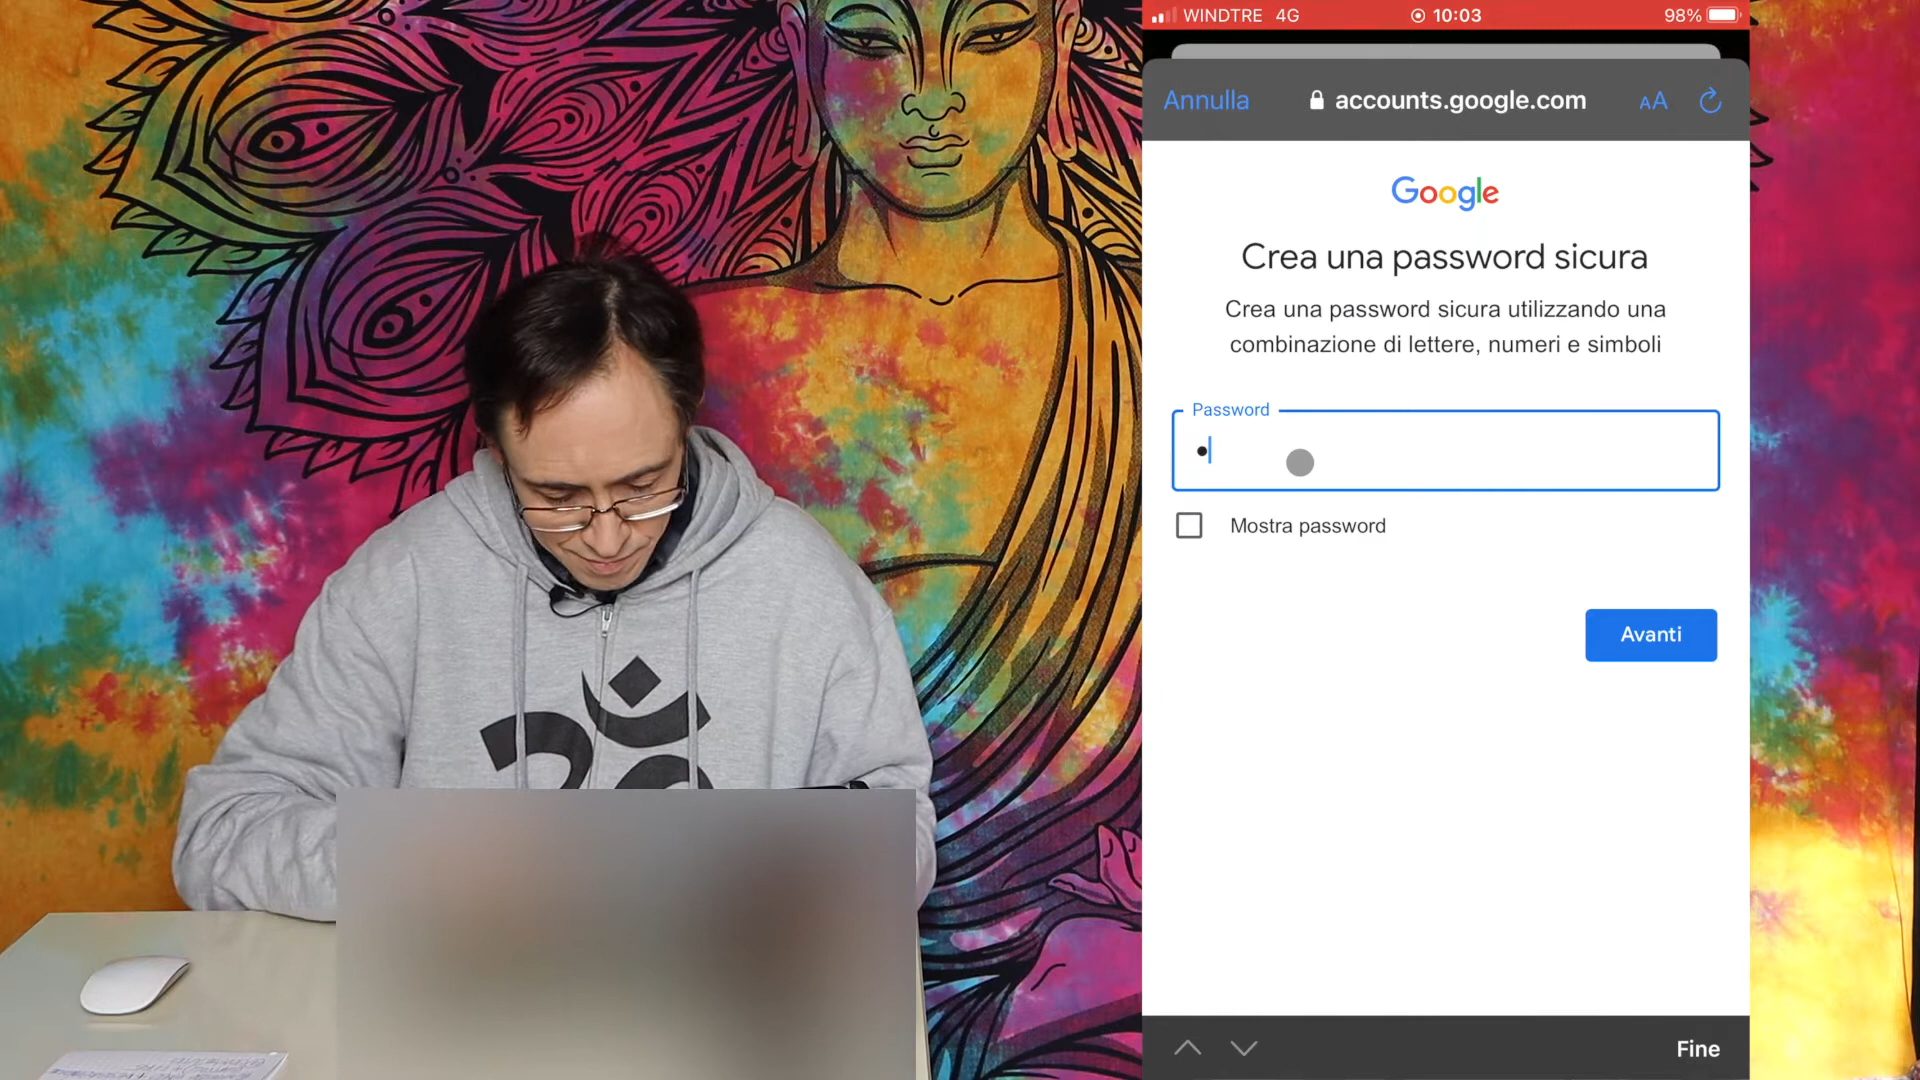 WINDTRE 4G 10:03 98%
Annulla accounts.google.com AA
Google
Crea una password sicura
Crea una password sicura utilizzando una
combinazione di lettere, numeri e simboli
Password
Mostra password
Avanti
Fine